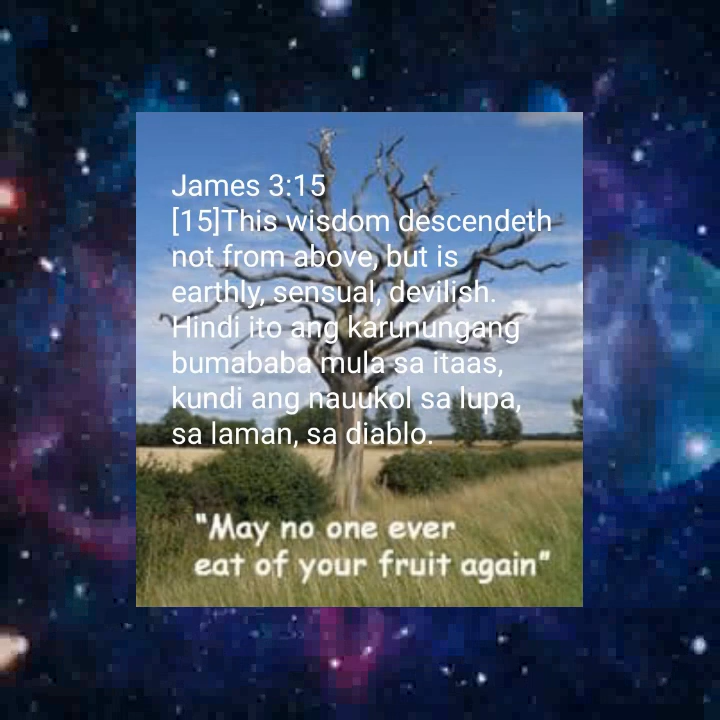 James 3:15
[15]This wisdom descendeth
not from above, but is
earthly, sensual, devilish.
Hindi ito ang karunungang
bumababa mula sa itaas,
kundi ang nauukol sa lupa,
sa laman, sa diablo.
“May no one ever
eat of your fruit again”